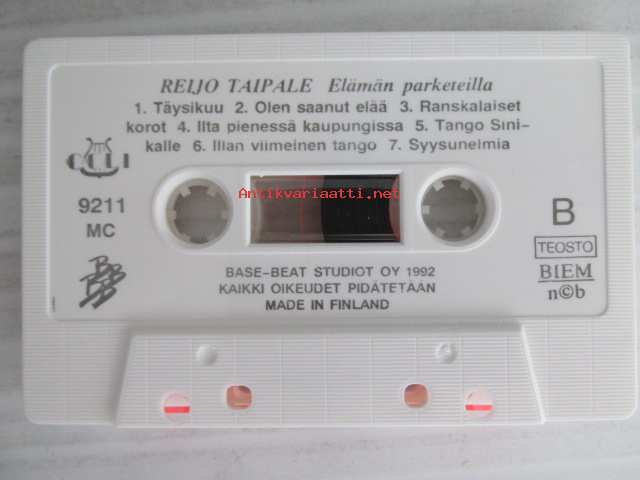 REIJO TAIPALE Elämän parketeilla
1. Täysikuu 2. Olen saanut elää 3. Ranskalaiset
korot 4. Ilta pienessä kaupungissa 5. Tango Sini-
kalle 6. Illan viimeinen tango 7. Syysunelmia
Antikvariaatti.net
9211
MC
B
TEOSTO
BIEM
n©b
BASE-BEAT STUDIOT OY 1992
KAIKKI OIKEUDET PIDÄTETÄÄN
MADE IN FINLAND